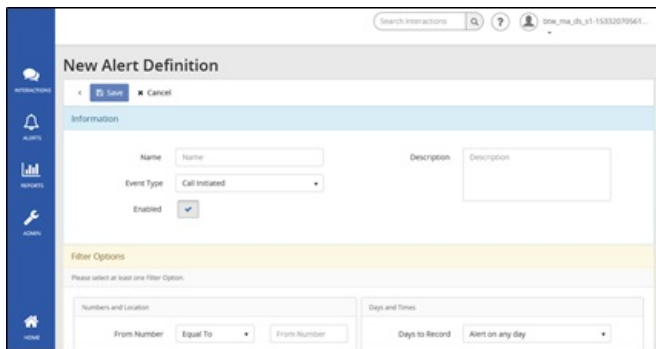 Search Interactions
?
New Alert Definition
INTERACTIONS
Save
Cancel
Information
ALERTS
Name
Name
Description
Description
Event Type
Call Initiated
REPORTS
Enabled
ADMIN
Filter Options
Please select at least one Filter Option.
Numbers and Location
Days and Times
HOME
From Number
Equal To
From Number
Days to Record
Alert on any day